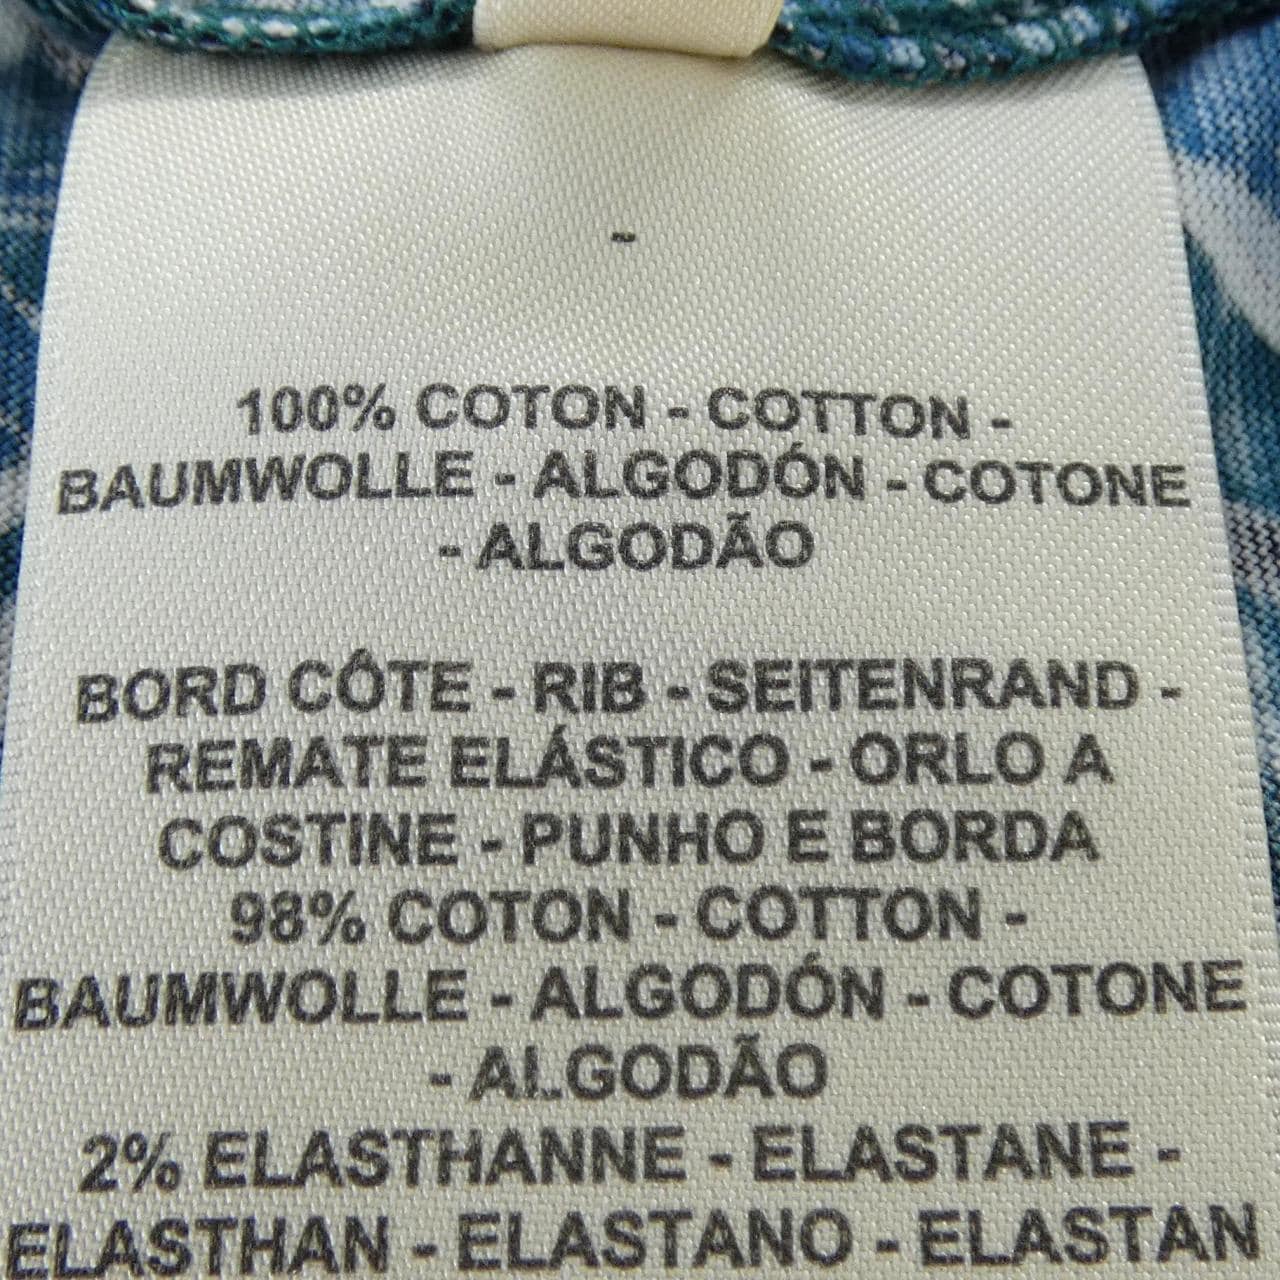 -
100% COTON - COTTON -
BAUMWOLLE - ALGODÓN - COTONE
- ALGODÃO
BORD CÔTE - RIB - SEITENRAND -
REMATE ELÁSTICO - ORLO A
COSTINE - PUNHO E BORDA
98% COTON - COTTON -
BAUMWOLLE - ALGODÓN - COTONE
- ALGODÃO
2% ELASTHANNE - ELASTANE -
ELASTHAN - ELASTANO - ELASTAN